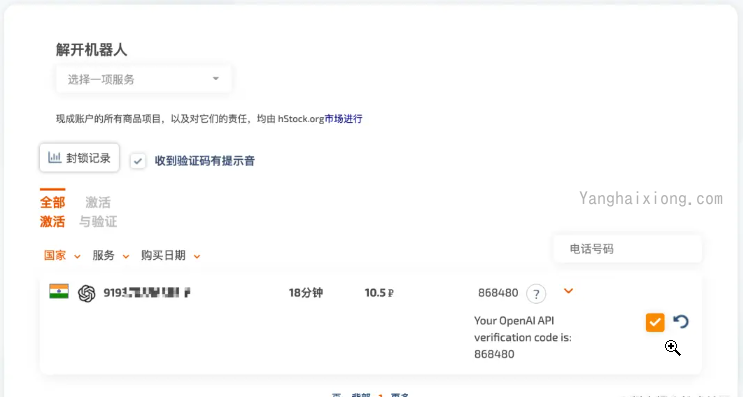 解开机器人
选择一项服务
现成账户的所有商品项目，以及对它们的责任，均由 hStock.org市场进行
封锁记录
收到验证码有提示音
Yanghaixiong.com
全部 激活
激活 与验证
国家 服务 购买日期
电话号码
9193 18分钟 10.5 ₽ 868480 ?
Your OpenAI API
verification code is:
868480